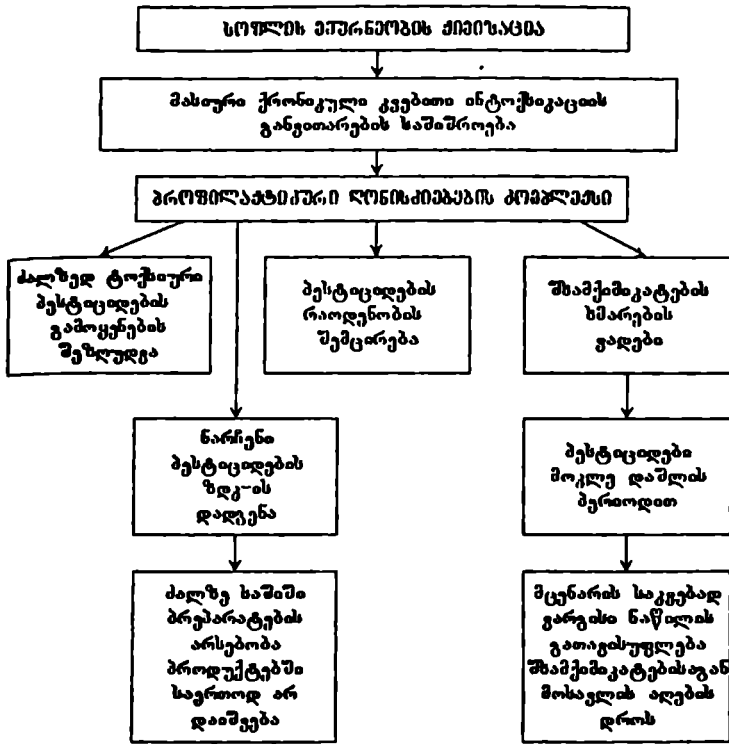 სოფლის მეურნეობის ქიმიზაცია
მასიური ქრონიკული კვებითი ინტოქსიკაციის
განვითარების საშიშროება
პროფილაქტიკური ღონისძიებების კომპლექსი
ძალზედ ტოქსიური
პესტიციდების
გამოყენების
შეზღუდვა
პესტიციდების
რაოდენობის
შემცირება
შხამქიმიკატების
ხმარების
ვადები
ნარჩენი
პესტიციდების
ზდკ-ის
დადგენა
პესტიციდები
მოკლე დაშლის
პერიოდით
ძალზე საშიში
პრეპარატების
არსებობა
პროდუქტებში
საერთოდ არ
დაიშვება
მცენარის საკვებად
ვარგისი ნაწილის
გათავისუფლება
შხამქიმიკატებისაგან
მოსავლის აღების
დროს